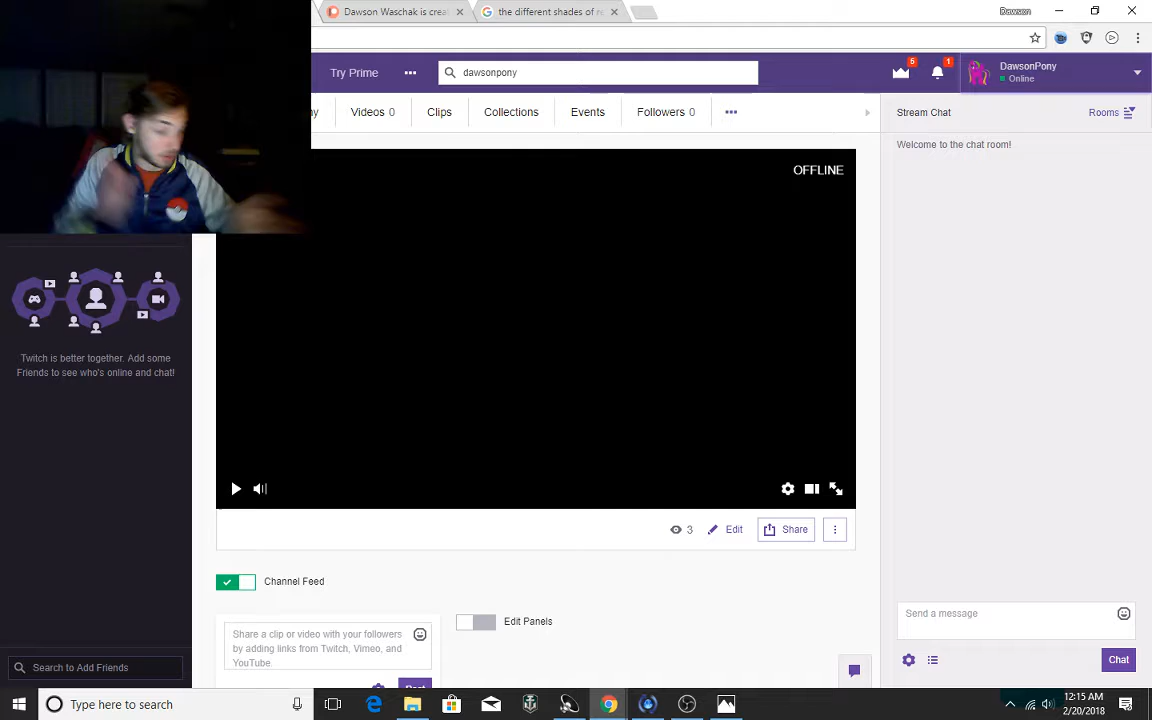 Dawson Waschak is crea
the different shades of re
Dawson
Try Prime
dawsonpony
5
1
DawsonPony
Online
Videos 0
Clips
Collections
Events
Followers 0
Stream Chat
Rooms
Welcome to the chat room!
OFFLINE
Twitch is better together. Add some
Friends to see who's online and chat!
3
Edit
Share
Channel Feed
Edit Panels
Share a clip or video with your followers
by adding links from Twitch, Vimeo, and
YouTube.
Send a message
Chat
Search to Add Friends
Type here to search
12:15 AM
2/20/2018